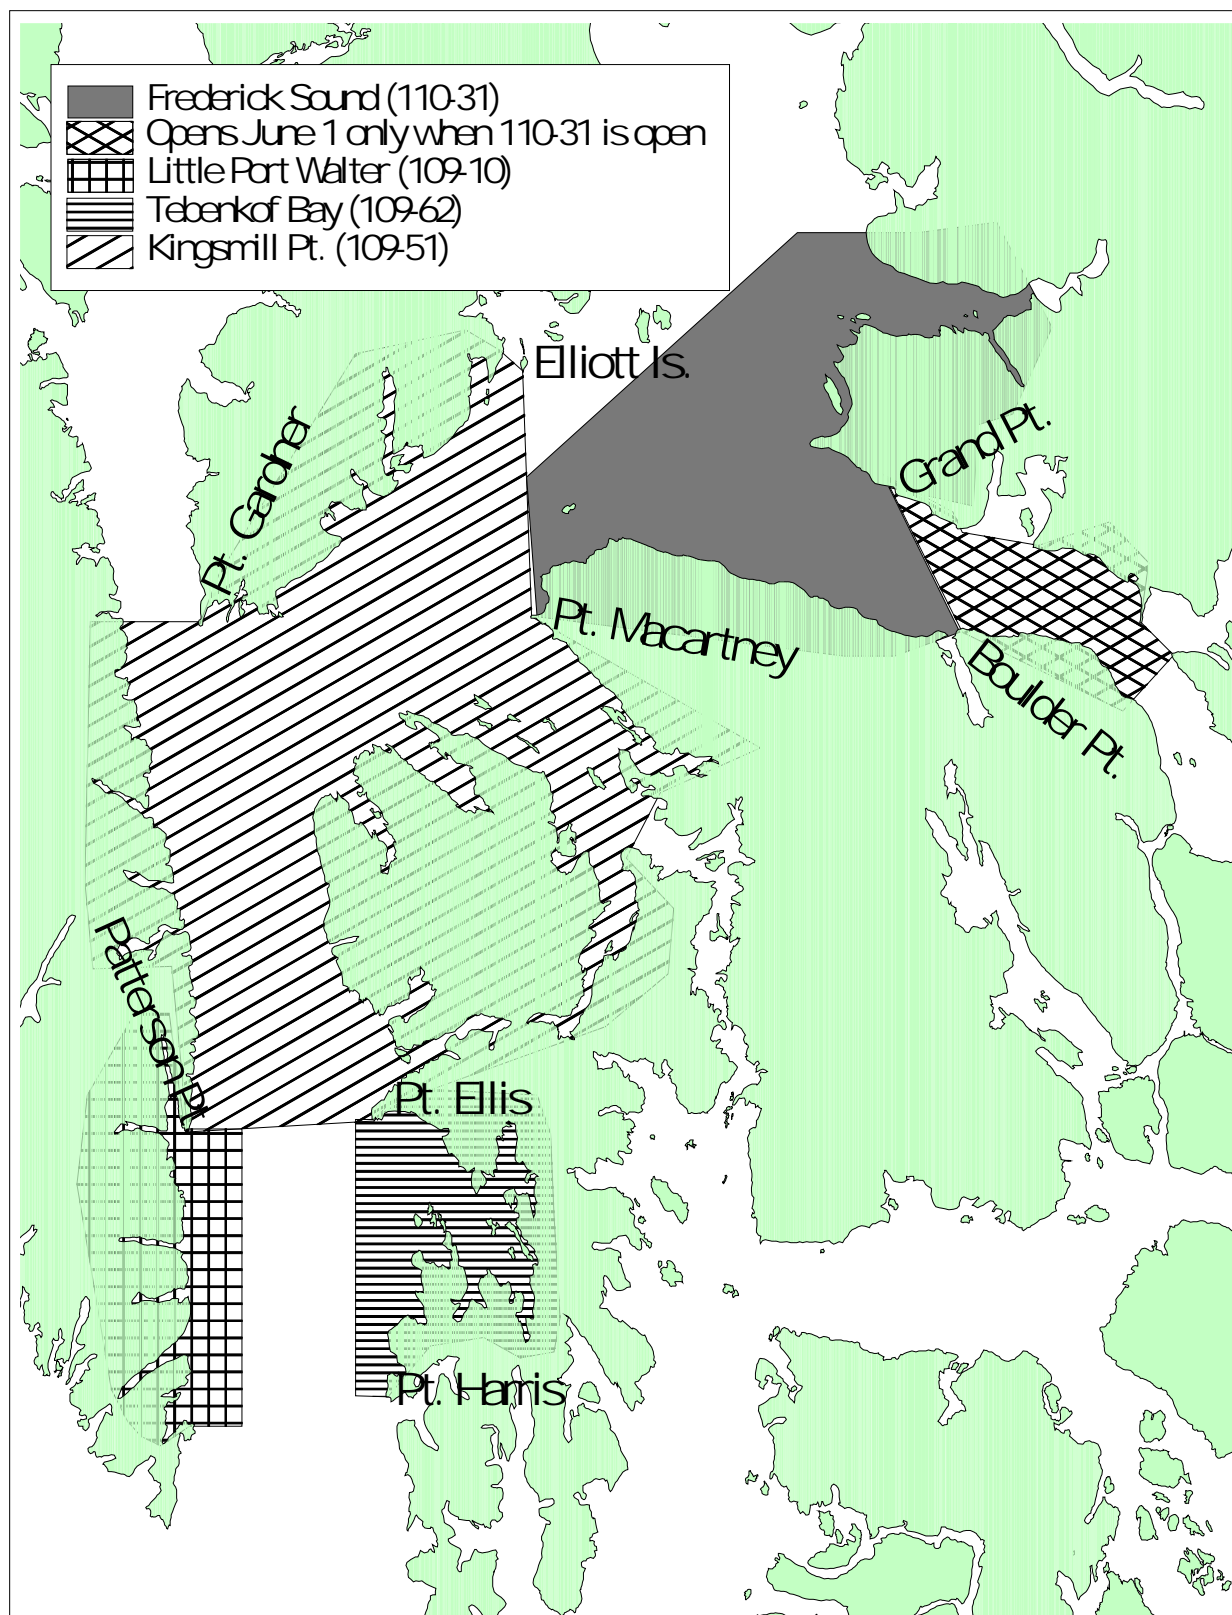 Frederick Sound (110-31)
Opens June 1 only when 110-31 is open
Little Port Walter (109-10)
Tebenkof Bay (109-62)
Kingsmill Pt. (109-51)
Elliott Is.
Pt. Gardner
Grand Pt.
Pt. Macartney
Boulder Pt.
Patterson Pt
Pt. Ellis
Pt. Harris